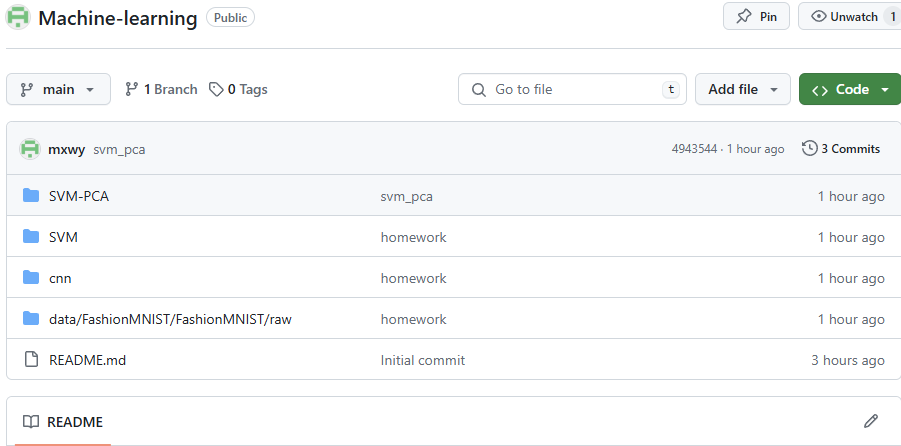 Machine-learning Public Pin Unwatch 1
main 1 Branch 0 Tags Go to file t Add file Code
mxwy svm_pca 4943544 · 1 hour ago 3 Commits
SVM-PCA svm_pca 1 hour ago
SVM homework 1 hour ago
cnn homework 1 hour ago
data/FashionMNIST/FashionMNIST/raw homework 1 hour ago
README.md Initial commit 3 hours ago
README